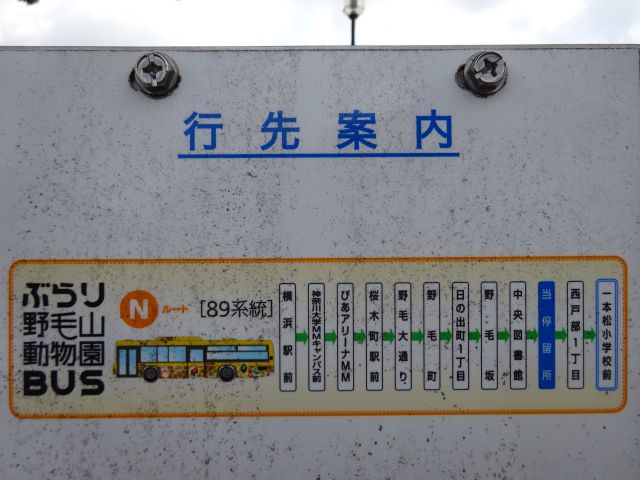 行先案内
ぶらり
野毛山
動物園
BUS
N ルート [89系統]
横浜駅前
神奈川大学MMキャンパス前
ぴあアリーナMM
桜木町駅前
野毛大通り
野毛町
日の出町1丁目
野毛坂
中央図書館
当停留所
西戸部1丁目
一本松小学校前